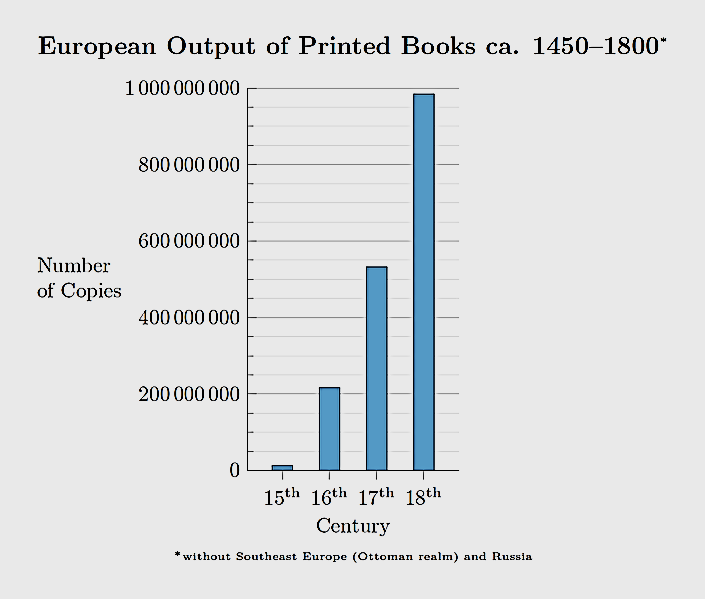 European Output of Printed Books ca. 1450–1800*
1 000 000 000
800 000 000
600 000 000
Number
of Copies
400 000 000
200 000 000
0
15th 16th 17th 18th
Century
*without Southeast Europe (Ottoman realm) and Russia